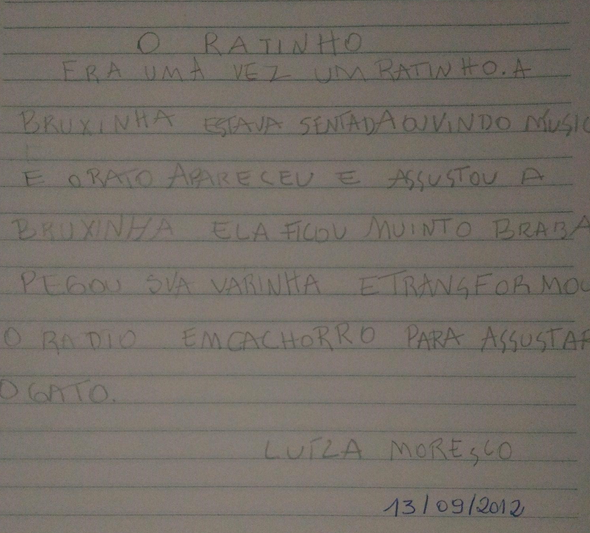 O RATINHO
ERA UMA VEZ UM RATINHO. A
BRUXINHA ESTAVA SENTADA OUVINDO MUSIC
E O RATO APARECEU E ASSUSTOU A
BRUXINHA ELA FICOU MUINTO BRABA
PEGOU SUA VARINHA E TRANSFORMOU
O RADIO EM CACHORRO PARA ASSUSTAR
O GATO.
LUÍZA MORESCO
13/09/2012